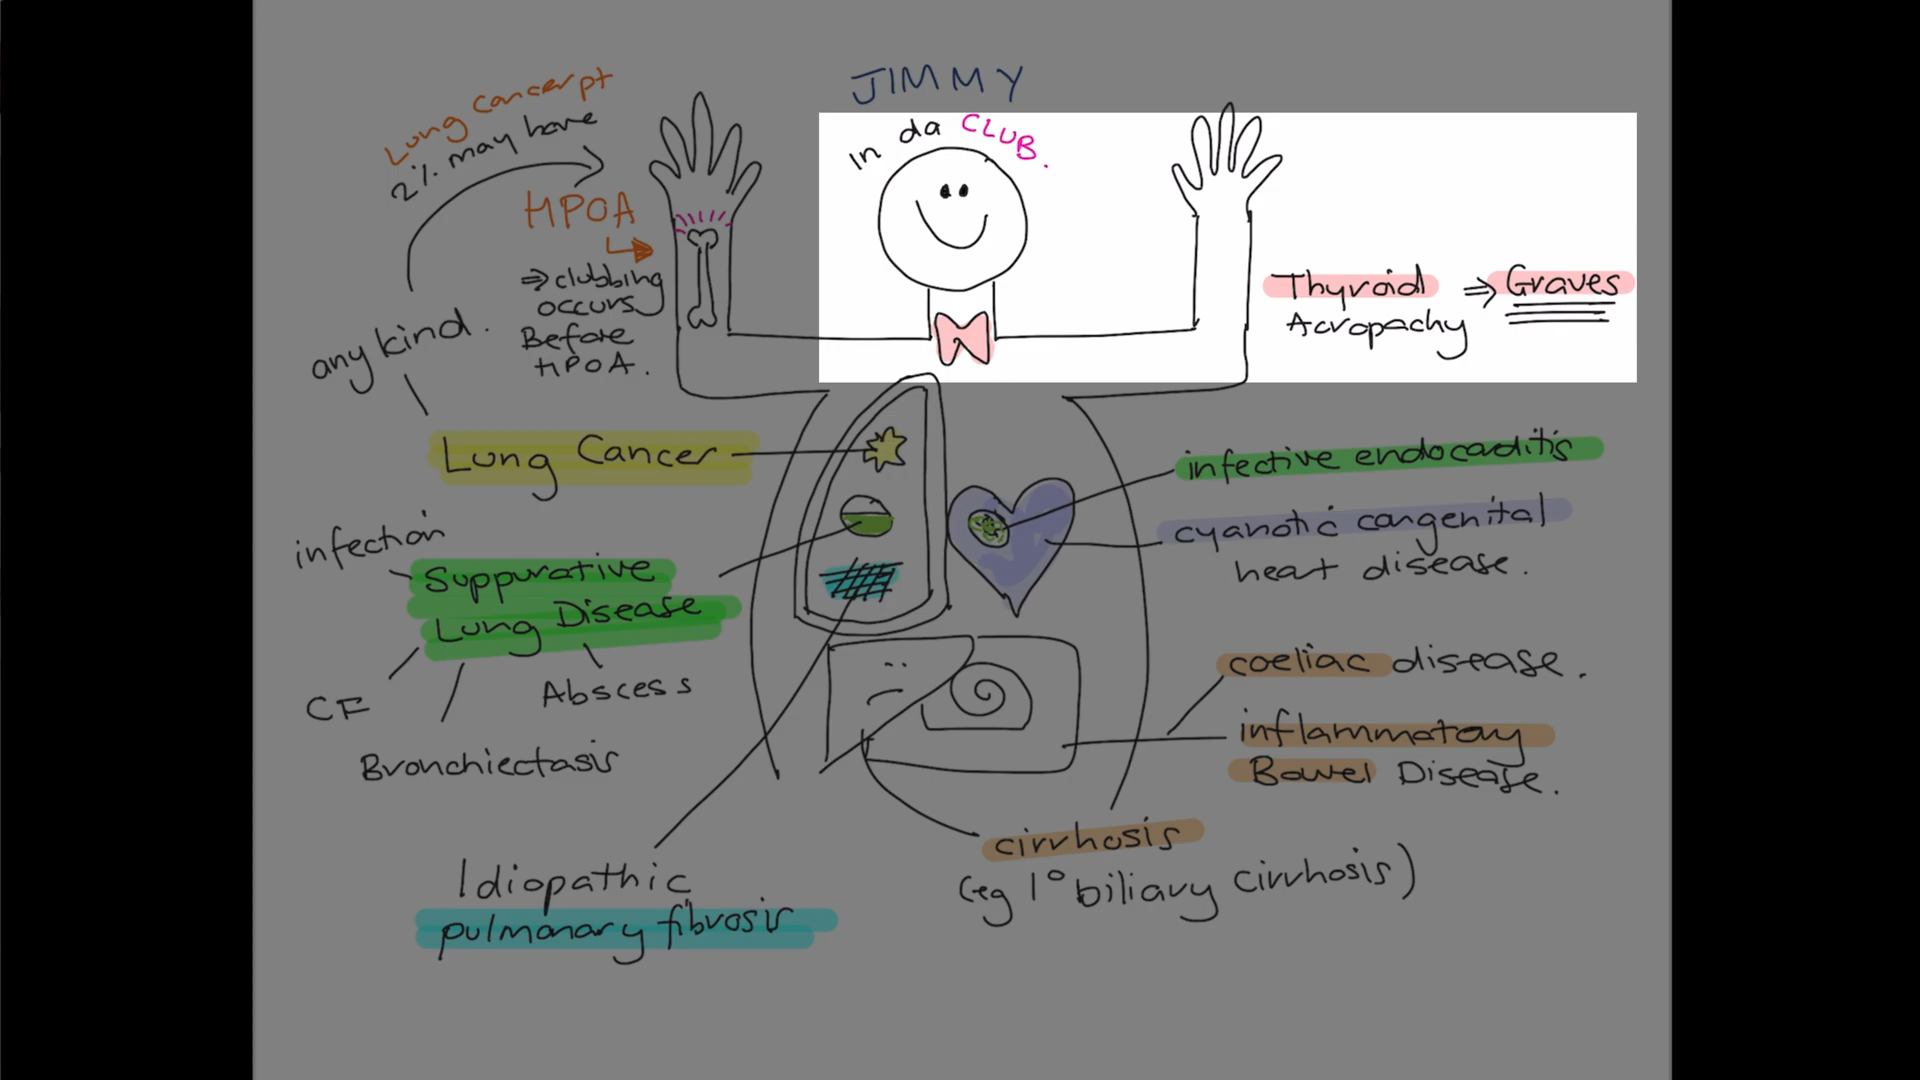 JIMMY
in da CLUB.
Lung Cancer pt
2% may have
HPOA
⇒ clubbing
occurs
Before
HPOA.
any kind.
Thyroid ⇒ Graves
Acropachy
Lung Cancer
infection
Suppurative
Lung Disease
CF
Abscess
Bronchiectasis
Idiopathic
pulmonary fibrosis
infective endocarditis
cyanotic congenital
heart disease.
coeliac disease.
inflammatory
Bowel Disease.
cirrhosis
(eg 1° biliary cirrhosis)